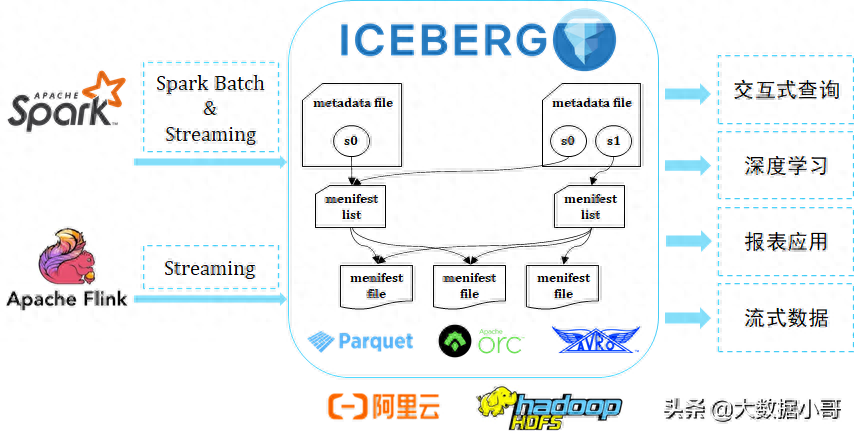 ICEBERG
APACHE
Spark
Spark Batch
&
Streaming
metadata file
s0
metadata file
s0
s1
menifest
list
menifest
list
menifest
file
menifest
file
menifest
file
Apache Flink
Streaming
Parquet
Apache
orc
AVRO
交互式查询
深度学习
报表应用
流式数据
阿里云
hadoop
HDFS
头条 @大数据小哥